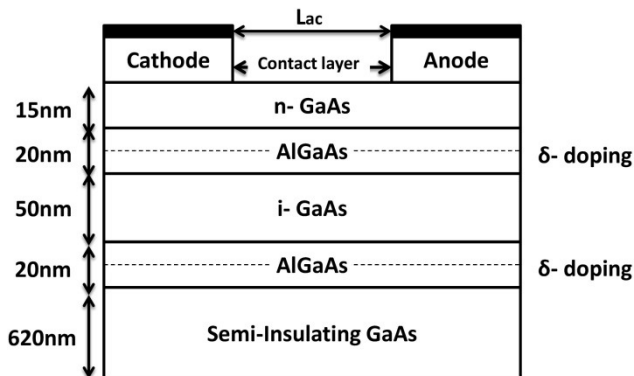 Lac
Cathode
Contact layer
Anode
15nm
n- GaAs
20nm
AlGaAs
δ- doping
50nm
i- GaAs
20nm
AlGaAs
δ- doping
620nm
Semi-Insulating GaAs